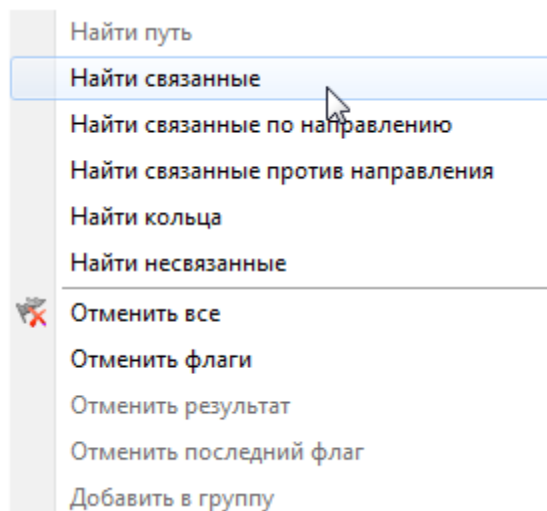 Найти путь
Найти связанные
Найти связанные по направлению
Найти связанные против направления
Найти кольца
Найти несвязанные
Отменить все
Отменить флаги
Отменить результат
Отменить последний флаг
Добавить в группу